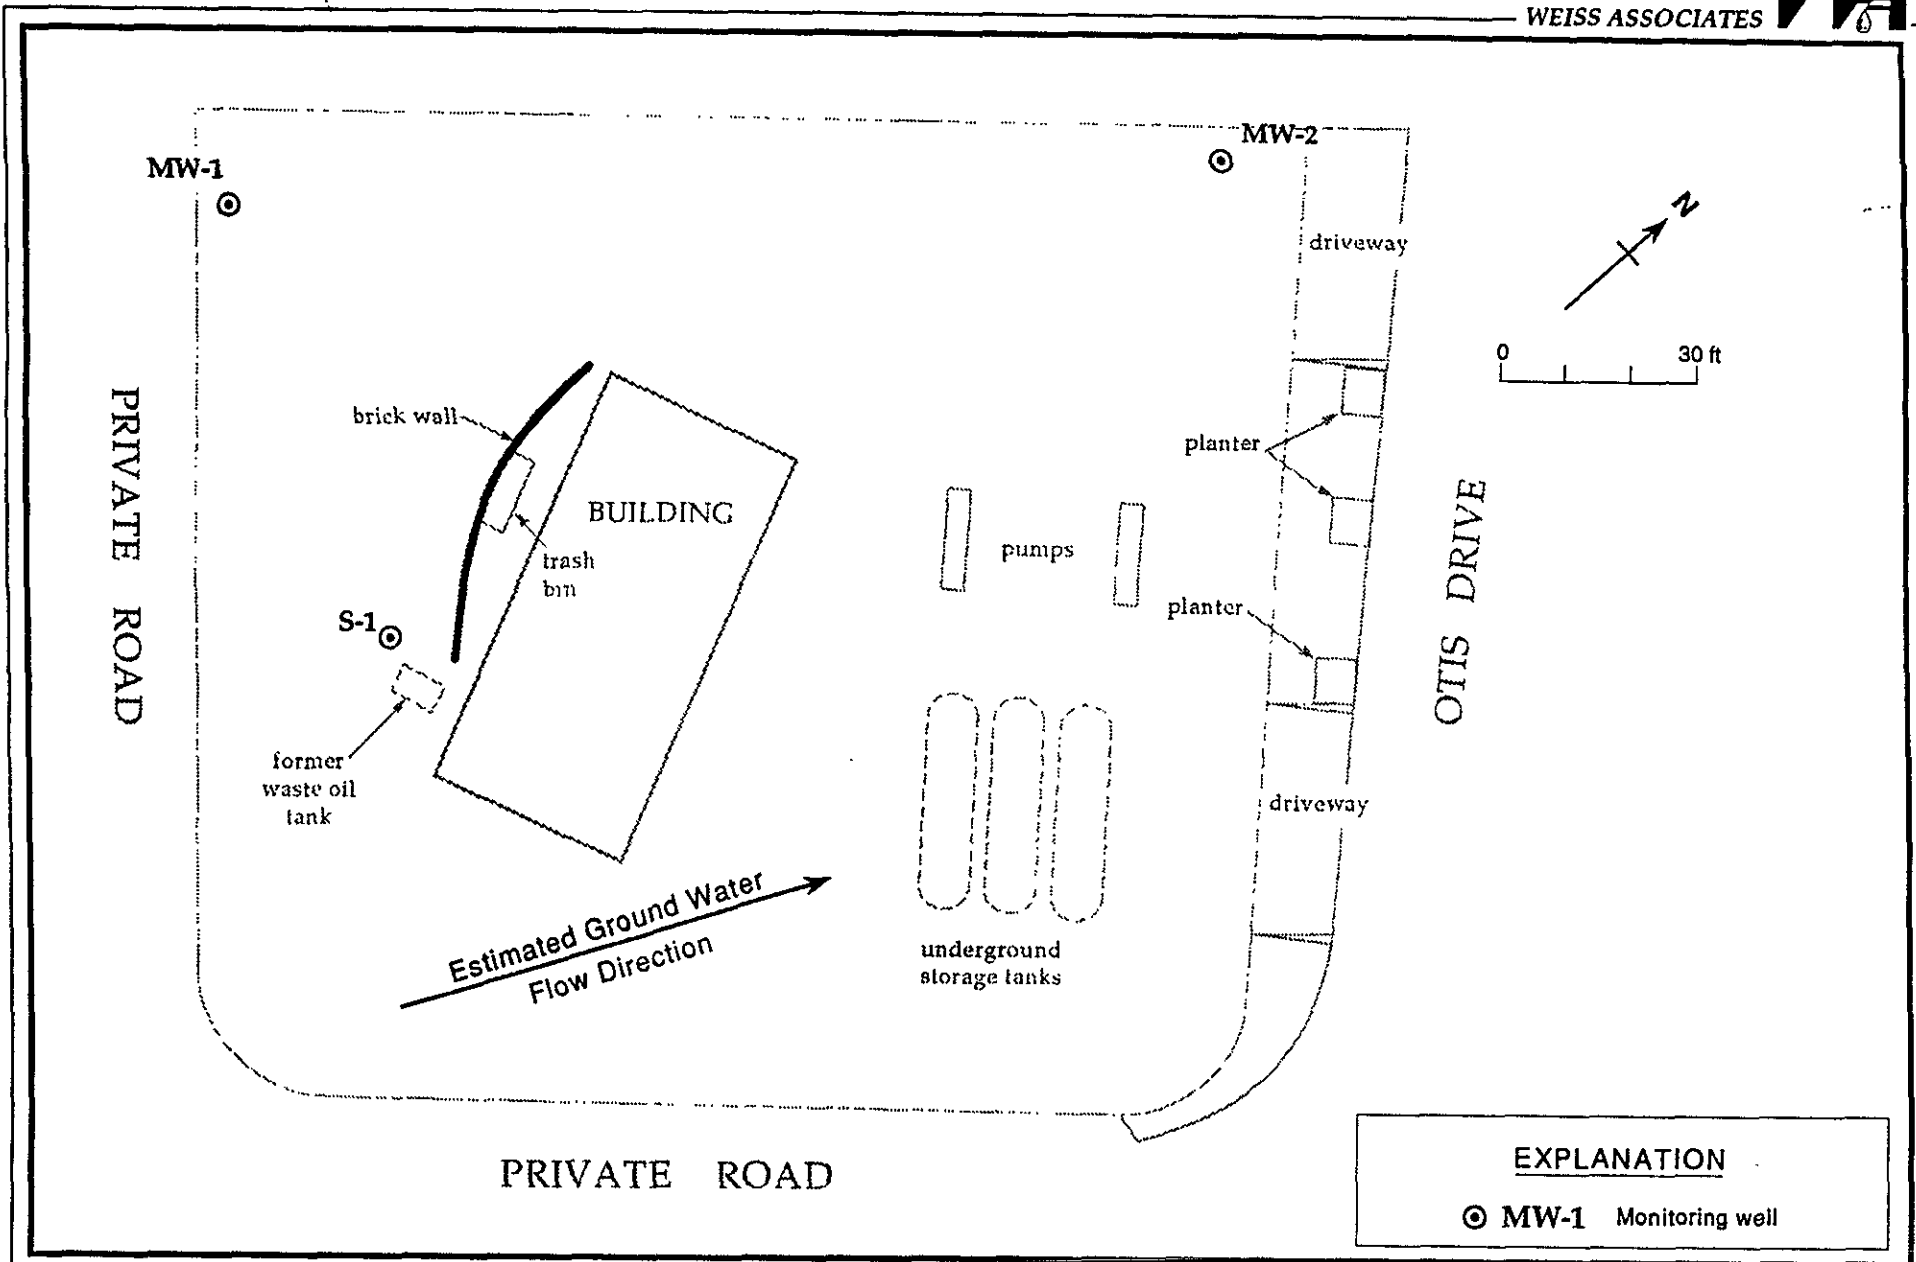 WEISS ASSOCIATES
MW-1
MW-2
driveway
N
0 30 ft
PRIVATE ROAD
brick wall
BUILDING
trash
bin
planter
pumps
OTIS DRIVE
S-1
planter
former
waste oil
tank
driveway
Estimated Ground Water
Flow Direction
underground
storage tanks
PRIVATE ROAD
EXPLANATION
MW-1 Monitoring well